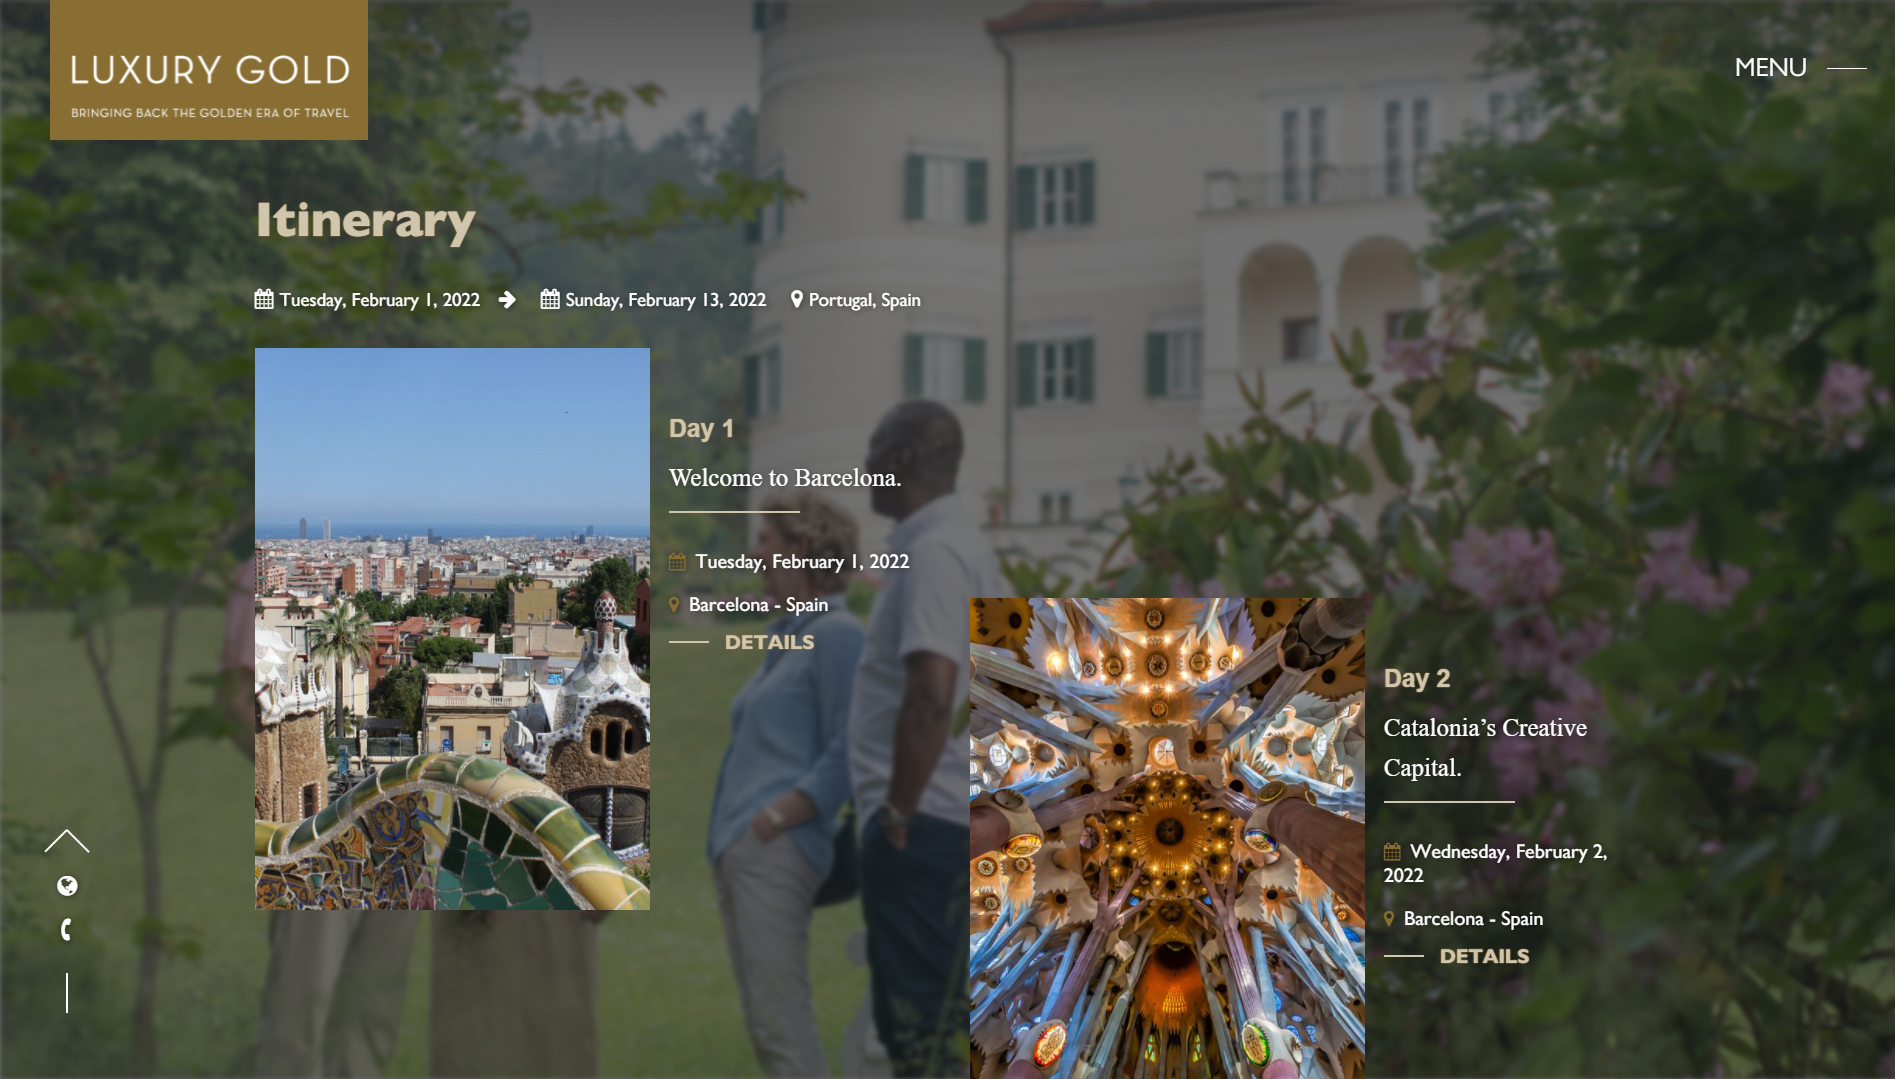 LUXURY GOLD
BRINGING BACK THE GOLDEN ERA OF TRAVEL
MENU
Itinerary
Tuesday, February 1, 2022
Sunday, February 13, 2022
Portugal, Spain
Day 1
Welcome to Barcelona.
Tuesday, February 1, 2022
Barcelona - Spain
DETAILS
Day 2
Catalonia’s Creative
Capital.
Wednesday, February 2,
2022
Barcelona - Spain
DETAILS